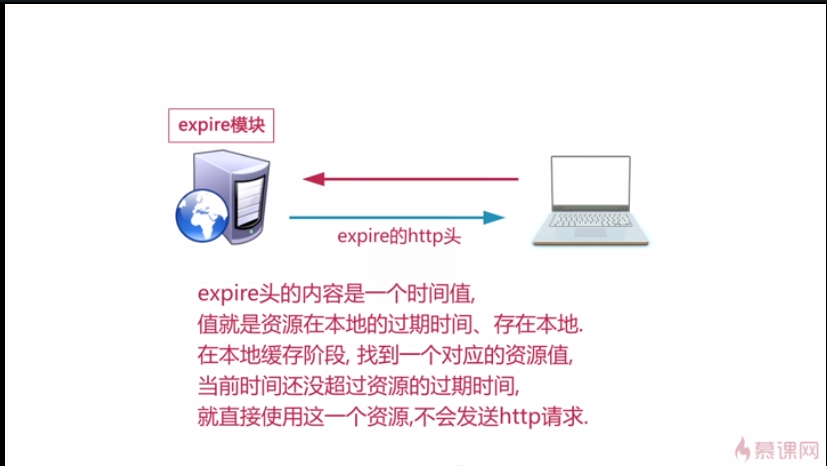 expire模块
expire的http头
expire头的内容是一个时间值,
值就是资源在本地的过期时间、存在本地.
在本地缓存阶段, 找到一个对应的资源值,
当前时间还没超过资源的过期时间,
就直接使用这一个资源,不会发送http请求.
慕课网